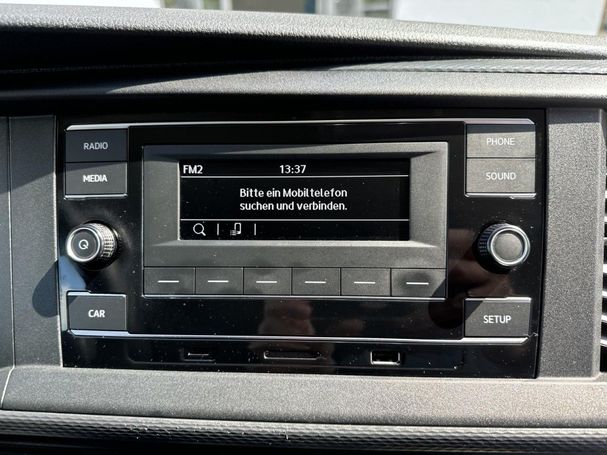 RADIO
PHONE
MEDIA
SOUND
FM2 13:37
Bitte ein Mobiltelefon
suchen und verbinden.
CAR
SETUP